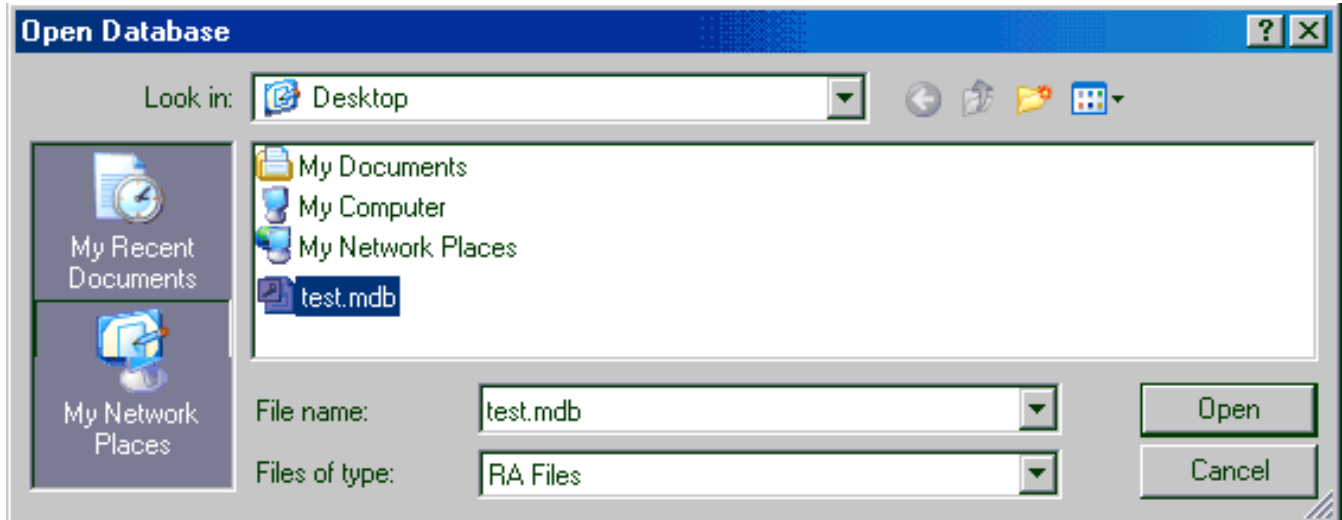 Open Database
?
Look in: Desktop
My Documents
My Computer
My Network Places
test.mdb
My Recent
Documents
My Network
Places
File name: test.mdb Open
Files of type: RA Files Cancel